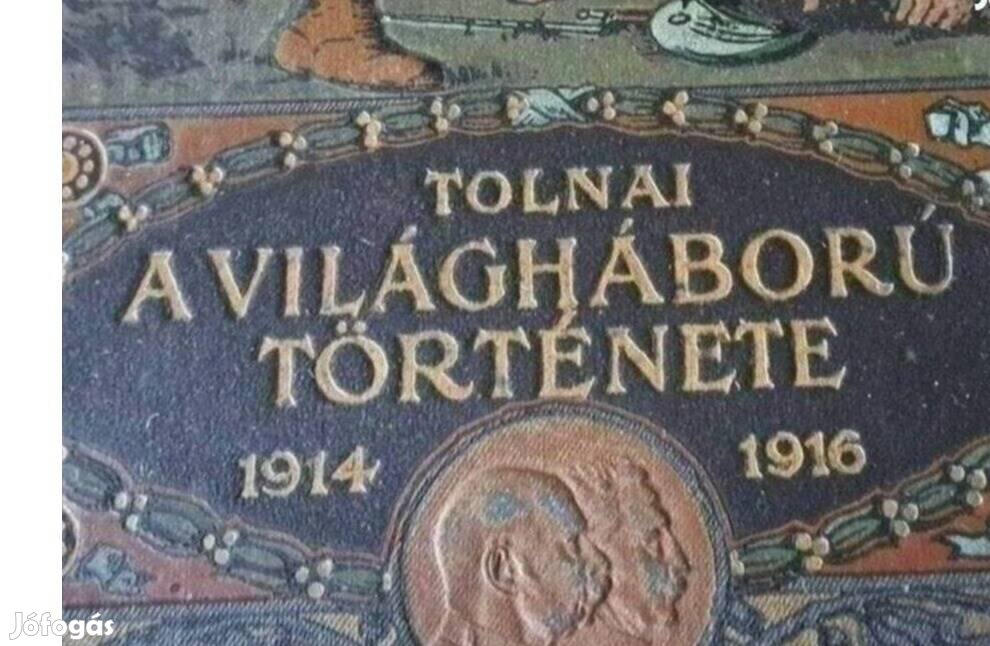 TOLNAI
A VILÁGHÁBORÚ
TÖRTÉNETE
1914 1916
Jófogás